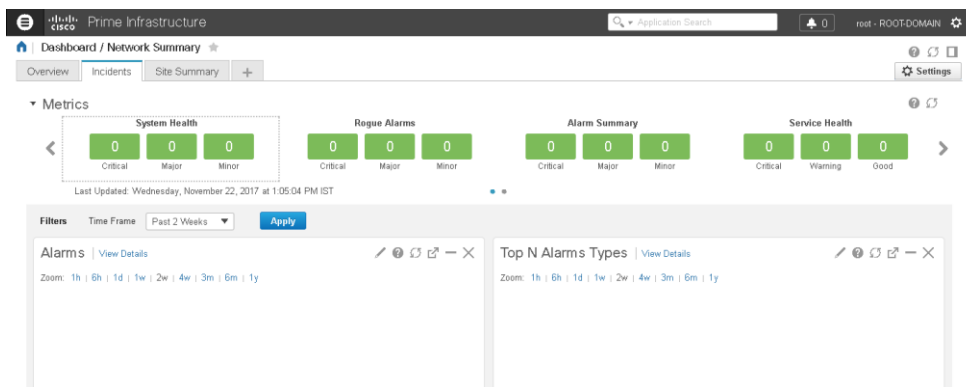 cisco Prime Infrastructure Application Search 0 root - ROOT-DOMAIN
Dashboard / Network Summary
Overview Incidents Site Summary + Settings
Metrics
System Health Rogue Alarms Alarm Summary Service Health
0 0 0 0 0 0 0 0 0 0 0 0
Critical Major Minor Critical Major Minor Critical Major Minor Critical Warning Good
Last Updated: Wednesday, November 22, 2017 at 1:05:04 PM IST
Filters Time Frame Past 2 Weeks Apply
Alarms | View Details Top N Alarms Types | View Details
Zoom: 1h | 6h | 1d | 1w | 2w | 4w | 3m | 6m | 1y Zoom: 1h | 6h | 1d | 1w | 2w | 4w | 3m | 6m | 1y